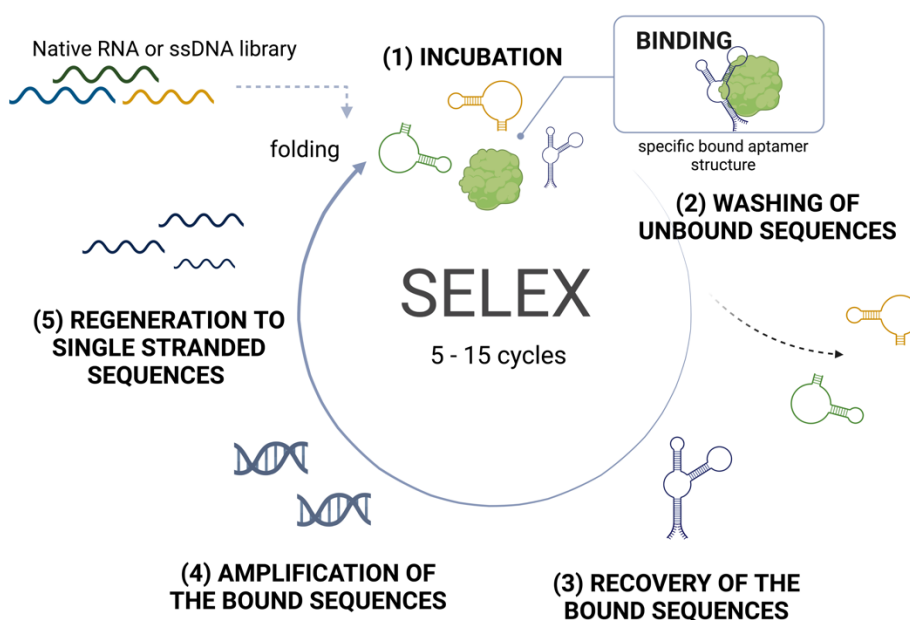 Native RNA or ssDNA library
folding
(1) INCUBATION
BINDING
specific bound aptamer
structure
(2) WASHING OF
UNBOUND SEQUENCES
SELEX
5 - 15 cycles
(3) RECOVERY OF THE
BOUND SEQUENCES
(4) AMPLIFICATION OF
THE BOUND SEQUENCES
(5) REGENERATION TO
SINGLE STRANDED
SEQUENCES